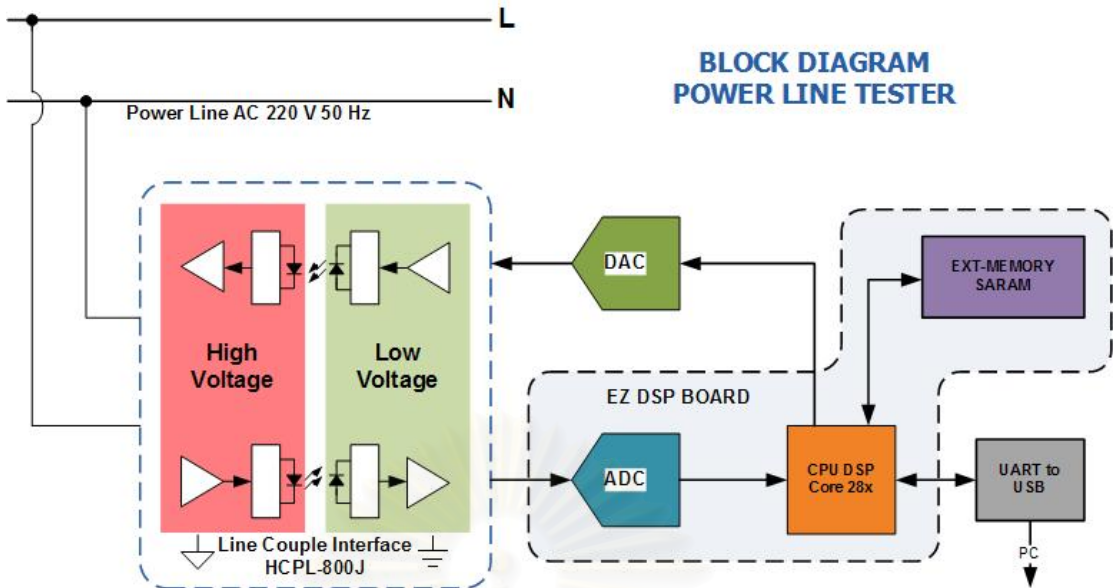 L
BLOCK DIAGRAM
POWER LINE TESTER
N
Power Line AC 220 V 50 Hz
DAC
EXT-MEMORY
SARAM
High
Voltage
Low
Voltage
EZ DSP BOARD
ADC
CPU DSP
Core 28x
UART to
USB
Line Couple Interface
HCPL-800J
PC